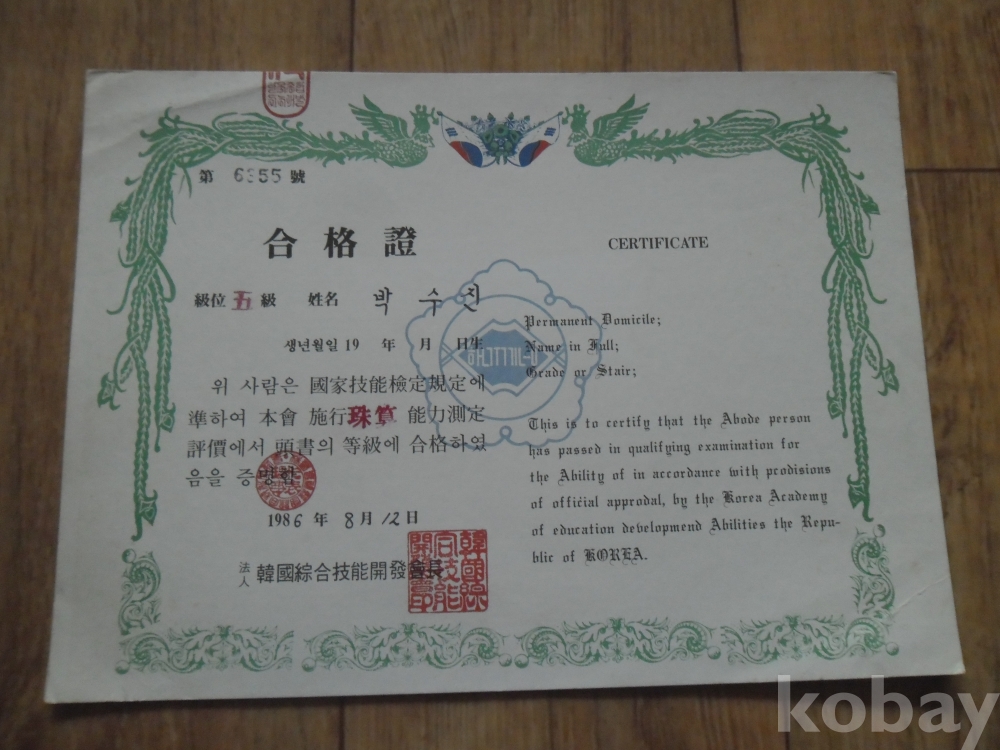 第 6355 號
合格證
級位 五 級 姓名 박수진
생년월일 19 年 月 日生
위 사람은 國家技能檢定規定에
準하여 本會 施行 珠算 能力測定
評價에서 頭書의 等級에 合格하였
음을 증명함
1986 年 8月 12日
法人 韓國綜合技能開發會長
CERTIFICATE
Permanent Domicile;
Name in Full;
Grade or Stair;
This is to certify that the Abode person
has passed in qualifying examination for
the Ability of in accordance with pcodisions
of official approdal, by the Korea Academy
of education developmend Abilities the Repu-
blic of KOREA.
kobay